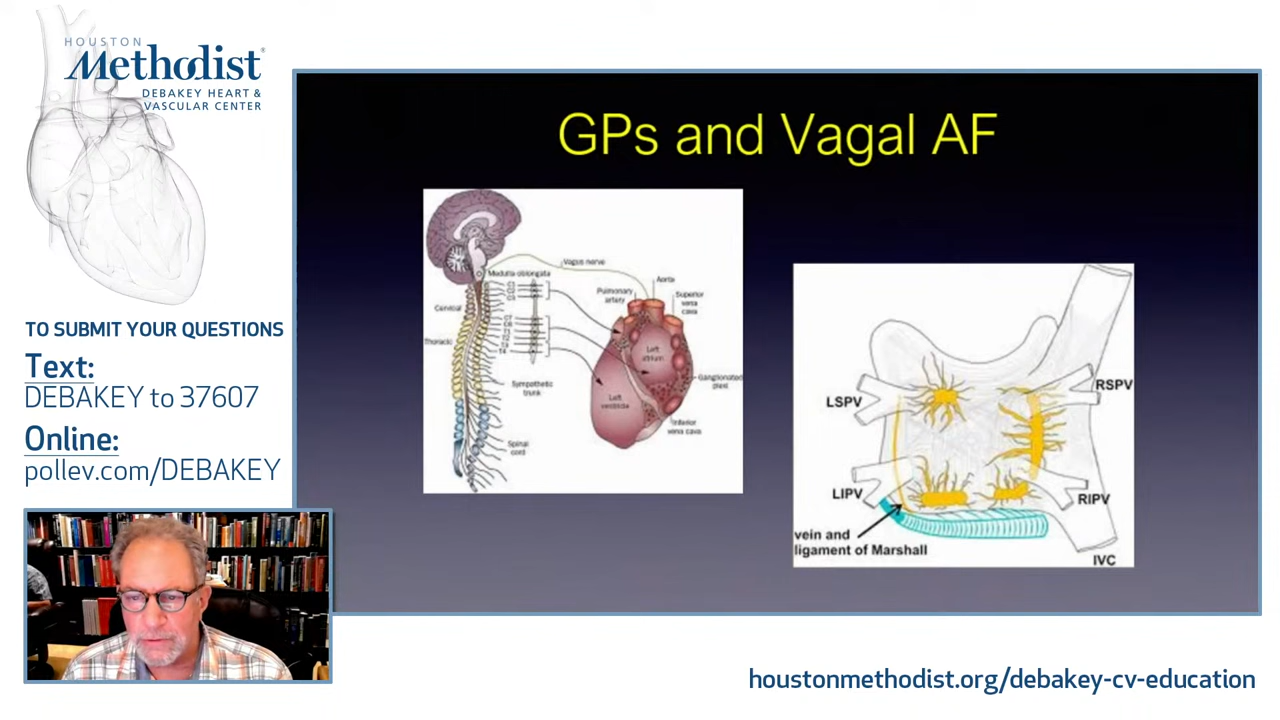 HOUSTON
Methodist
DEBAKEY HEART &
VASCULAR CENTER
TO SUBMIT YOUR QUESTIONS
Text:
DEBAKEY to 37607
Online:
pollev.com/DEBAKEY
GPs and Vagal AF
Vagus nerve
Medulla oblongata
Aorta
Pulmonary
artery
Superior
vena
cava
Cervical
Thoracic
Left
atrium
Ganglionated
plexi
Sympathetic
trunk
Left
ventricle
Inferior
vena cava
Spinal
cord
LSPV
RSPV
LIPV
RIPV
vein and
ligament of Marshall
IVC
houstonmethodist.org/debakey-cv-education